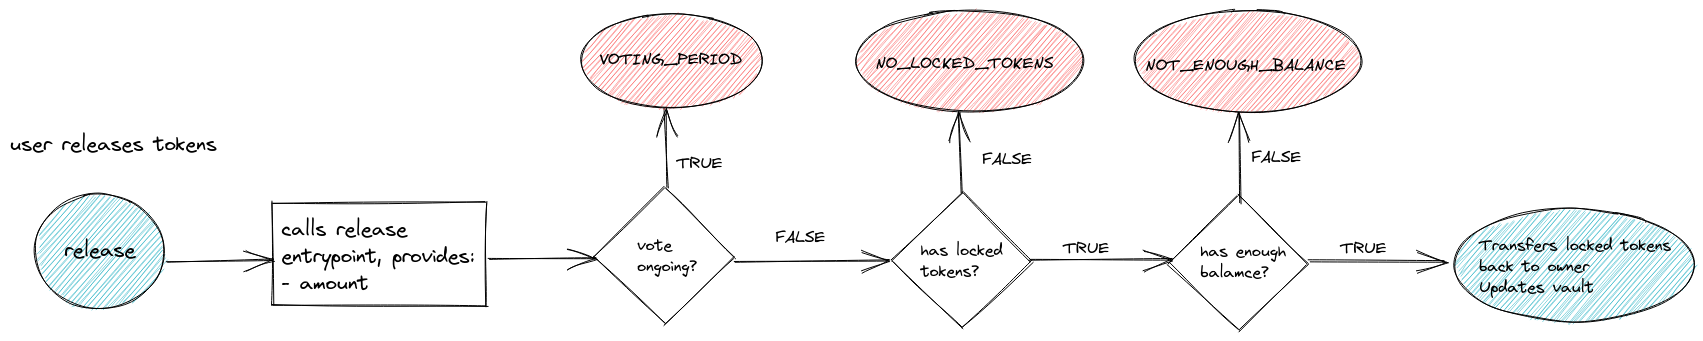 VOTING_PERIOD
NO_LOCKED_TOKENS
NOT_ENOUGH_BALANCE
user releases tokens
TRUE
FALSE
FALSE
release
calls release
entrypoint, provides:
- amount
vote
ongoing?
FALSE
has locked
tokens?
TRUE
has enough
balamce?
TRUE
Transfers locked tokens
back to owner
Updates vault